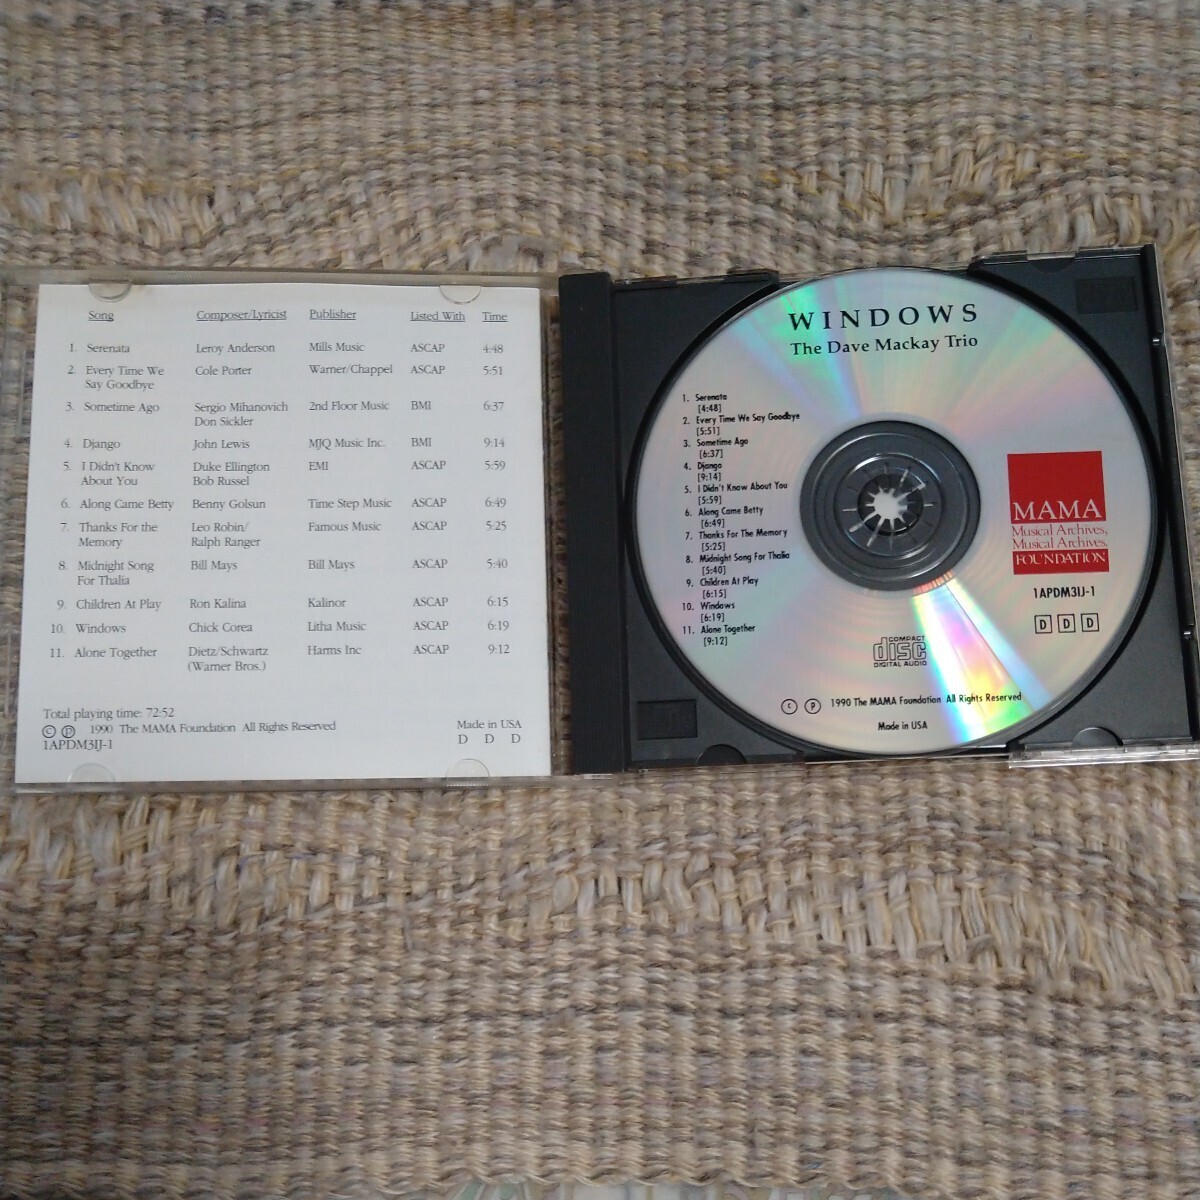 Song Composer/Lyricist Publisher Listed With Time
1. Serenata Leroy Anderson Mills Music ASCAP 4:48
2. Every Time We Cole Porter Warner/Chappel ASCAP 5:51
Say Goodbye
3. Sometime Ago Sergio Mihanovich 2nd Floor Music BMI 6:37
Don Sickler
4. Django John Lewis MJQ Music Inc. BMI 9:14
5. I Didn't Know Duke Ellington EMI ASCAP 5:59
About You Bob Russel
6. Along Came Betty Benny Golsun Time Step Music ASCAP 6:49
7. Thanks For the Leo Robin/ Famous Music ASCAP 5:25
Memory Ralph Ranger
8. Midnight Song Bill Mays Bill Mays ASCAP 5:40
For Thalia
9. Children At Play Ron Kalina Kalinor ASCAP 6:15
10. Windows Chick Corea Litha Music ASCAP 6:19
11. Alone Together Dietz/Schwartz Harms Inc ASCAP 9:12
(Warner Bros.)
Total playing time: 72:52
© ℗ 1990 The MAMA Foundation All Rights Reserved Made in USA
1APDM3IJ-1 D D D
WINDOWS
The Dave Mackay Trio
1. Serenata
[4:48]
2. Every Time We Say Goodbye
[5:51]
3. Sometime Ago
[6:37]
4. Django
[9:14]
5. I Didn't Know About You
[5:59]
6. Along Came Betty
[6:49]
7. Thanks For The Memory
[5:25]
8. Midnight Song For Thalia
[5:40]
9. Children At Play
[6:15]
10. Windows
[6:19]
11. Alone Together
[9:12]
MAMA
Musical Archives,
Musical Archives,
FOUNDATION
1APDM3IJ-1
D D D
COMPACT
disc
DIGITAL AUDIO
© ℗ 1990 The MAMA Foundation All Rights Reserved
Made in USA